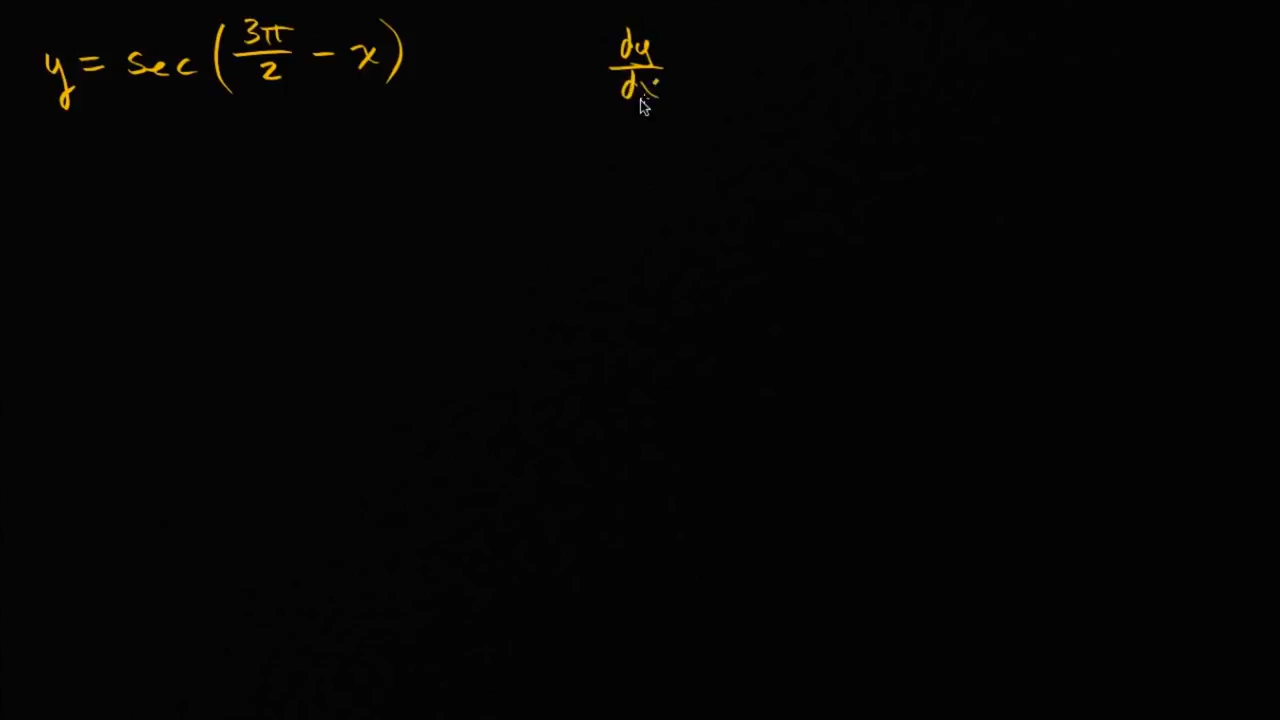 y = sec(3π/2 - x)
dy/dx